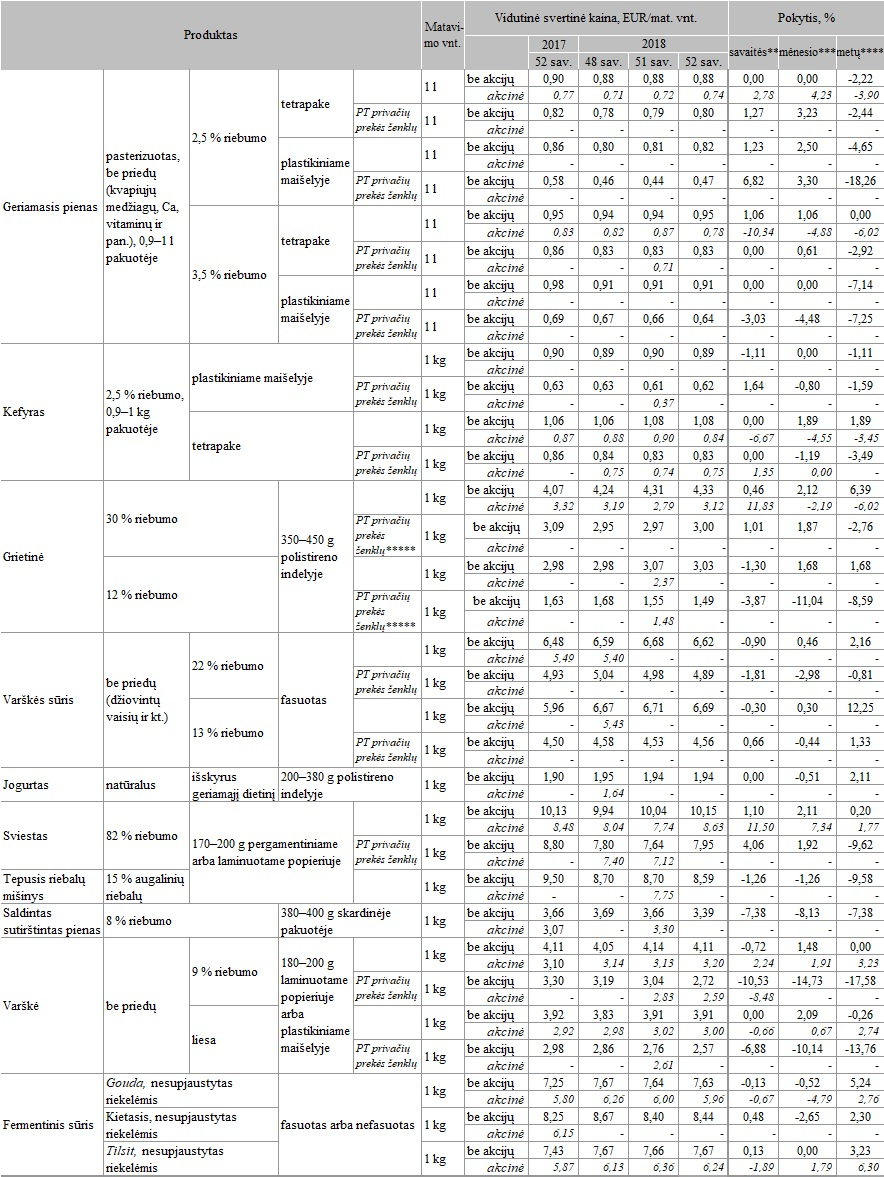 Produktas Matavi- Vidutinė svertinė kaina, EUR/mat. vnt. Pokytis, %
mo vnt. 2017 2018 savaitės** mėnesio*** metų****
52 sav. 48 sav. 51 sav. 52 sav.
Geriamasis pienas
pasterizuotas,
be priedų
(kvapiųjų
medžiagų, Ca,
vitaminų ir
pan.), 0,9–1 l
pakuotėje
2,5 % riebumo
tetrapake
1 l be akcijų 0,90 0,88 0,88 0,88 0,00 0,00 -2,22
akcinė 0,77 0,71 0,72 0,74 2,78 4,23 -3,90
PT privačių
prekės ženklų
1 l be akcijų 0,82 0,78 0,79 0,80 1,27 3,23 -2,44
akcinė - - - - - - -
plastikiniame
maišelyje
1 l be akcijų 0,86 0,80 0,81 0,82 1,23 2,50 -4,65
akcinė - - - - - - -
PT privačių
prekės ženklų
1 l be akcijų 0,58 0,46 0,44 0,47 6,82 3,30 -18,26
akcinė - - - - - - -
3,5 % riebumo
tetrapake
1 l be akcijų 0,95 0,94 0,94 0,95 1,06 1,06 0,00
akcinė 0,83 0,82 0,87 0,78 -10,34 -4,88 -6,02
PT privačių
prekės ženklų
1 l be akcijų 0,86 0,83 0,83 0,83 0,00 0,61 -2,92
akcinė - - 0,71 - - - -
plastikiniame
maišelyje
1 l be akcijų 0,98 0,91 0,91 0,91 0,00 0,00 -7,14
akcinė - - - - - - -
PT privačių
prekės ženklų
1 l be akcijų 0,69 0,67 0,66 0,64 -3,03 -4,48 -7,25
akcinė - - - - - - -
Kefyras
2,5 % riebumo,
0,9–1 kg
pakuotėje
plastikiniame maišelyje
1 kg be akcijų 0,90 0,89 0,90 0,89 -1,11 0,00 -1,11
akcinė - - - - - - -
PT privačių
prekės ženklų
1 kg be akcijų 0,63 0,63 0,61 0,62 1,64 -0,80 -1,59
akcinė - - 0,37 - - - -
tetrapake
1 kg be akcijų 1,06 1,06 1,08 1,08 0,00 1,89 1,89
akcinė 0,87 0,88 0,90 0,84 -6,67 -4,55 -3,45
PT privačių
prekės ženklų
1 kg be akcijų 0,86 0,84 0,83 0,83 0,00 -1,19 -3,49
akcinė - 0,75 0,74 0,75 1,35 0,00 -
Grietinė
30 % riebumo
350–450 g
polistireno
indelyje
1 kg be akcijų 4,07 4,24 4,31 4,33 0,46 2,12 6,39
akcinė 3,32 3,19 2,79 3,12 11,83 -2,19 -6,02
PT privačių
prekės
ženklų*****
1 kg be akcijų 3,09 2,95 2,97 3,00 1,01 1,87 -2,76
akcinė - - - - - - -
12 % riebumo
1 kg be akcijų 2,98 2,98 3,07 3,03 -1,30 1,68 1,68
akcinė - - 2,37 - - - -
PT privačių
prekės
ženklų*****
1 kg be akcijų 1,63 1,68 1,55 1,49 -3,87 -11,04 -8,59
akcinė - - 1,48 - - - -
Varškės sūris
be priedų
(džiovintų
vaisių ir kt.)
22 % riebumo
fasuotas
1 kg be akcijų 6,48 6,59 6,68 6,62 -0,90 0,46 2,16
akcinė 5,49 5,40 - - - - -
PT privačių
prekės ženklų
1 kg be akcijų 4,93 5,04 4,98 4,89 -1,81 -2,98 -0,81
akcinė - - - - - - -
13 % riebumo
1 kg be akcijų 5,96 6,67 6,71 6,69 -0,30 0,30 12,25
akcinė - 5,43 - - - - -
PT privačių
prekės ženklų
1 kg be akcijų 4,50 4,58 4,53 4,56 0,66 -0,44 1,33
akcinė - - - - - - -
Jogurtas
natūralus
išskyrus
geriamąjį dietinį
200–380 g polistireno
indelyje
1 kg be akcijų 1,90 1,95 1,94 1,94 0,00 -0,51 2,11
akcinė - 1,64 - - - - -
Sviestas
82 % riebumo
170–200 g pergamentiniame
arba laminuotame popieriuje
1 kg be akcijų 10,13 9,94 10,04 10,15 1,10 2,11 0,20
akcinė 8,48 8,04 7,74 8,63 11,50 7,34 1,77
PT privačių
prekės ženklų
1 kg be akcijų 8,80 7,80 7,64 7,95 4,06 1,92 -9,62
akcinė - 7,40 7,12 - - - -
Tepusis riebalų
mišinys
15 % augalinių
riebalų
1 kg be akcijų 9,50 8,70 8,70 8,59 -1,26 -1,26 -9,58
akcinė - - 7,75 - - - -
Saldintas
sutirštintas pienas
8 % riebumo
380–400 g skardinėje
pakuotėje
1 kg be akcijų 3,66 3,69 3,66 3,39 -7,38 -8,13 -7,38
akcinė 3,07 - 3,30 - - - -
Varškė
be priedų
9 % riebumo
180–200 g
laminuotame
popieriuje
arba
plastikiniame
maišelyje
1 kg be akcijų 4,11 4,05 4,14 4,11 -0,72 1,48 0,00
akcinė 3,10 3,14 3,13 3,20 2,24 1,91 3,23
PT privačių
prekės ženklų
1 kg be akcijų 3,30 3,19 3,04 2,72 -10,53 -14,73 -17,58
akcinė - - 2,83 2,59 -8,48 - -
liesa
1 kg be akcijų 3,92 3,83 3,91 3,91 0,00 2,09 -0,26
akcinė 2,92 2,98 3,02 3,00 -0,66 0,67 2,74
PT privačių
prekės ženklų
1 kg be akcijų 2,98 2,86 2,76 2,57 -6,88 -10,14 -13,76
akcinė - - 2,61 - - - -
Fermentinis sūris
Gouda, nesupjaustytas
riekelėmis
fasuotas arba nefasuotas
1 kg be akcijų 7,25 7,67 7,64 7,63 -0,13 -0,52 5,24
akcinė 5,80 6,26 6,00 5,96 -0,67 -4,79 2,76
Kietasis, nesupjaustytas
riekelėmis
1 kg be akcijų 8,25 8,67 8,40 8,44 0,48 -2,65 2,30
akcinė 6,15 - - - - - -
Tilsit, nesupjaustytas
riekelėmis
1 kg be akcijų 7,43 7,67 7,66 7,67 0,13 0,00 3,23
akcinė 5,87 6,13 6,36 6,24 -1,89 1,79 6,30